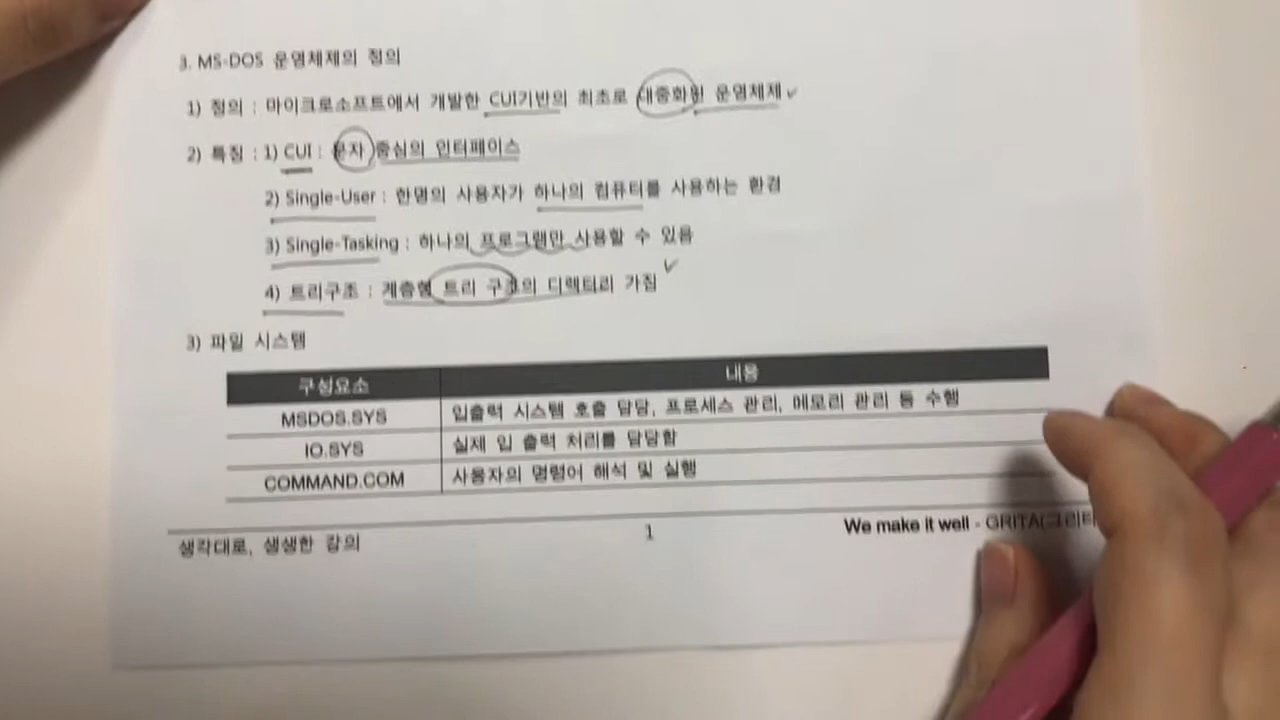 3. MS-DOS 운영체제의 정의
1) 정의 : 마이크로소프트에서 개발한 CUI기반의 최초로 대중화된 운영체제
2) 특징 : 1) CUI : 문자 중심의 인터페이스
2) Single-User : 한명의 사용자가 하나의 컴퓨터를 사용하는 환경
3) Single-Tasking : 하나의 프로그램만 사용할 수 있음
4) 트리구조 : 계층형 트리 구조의 디렉터리 가짐
3) 파일 시스템
구성요소 내용
MSDOS.SYS 입출력 시스템 호출 담당, 프로세스 관리, 메모리 관리 등 수행
IO.SYS 실제 입 출력 처리를 담당함
COMMAND.COM 사용자의 명령어 해석 및 실행
생각대로, 생생한 강의 1 We make it well - GRITA(그리티